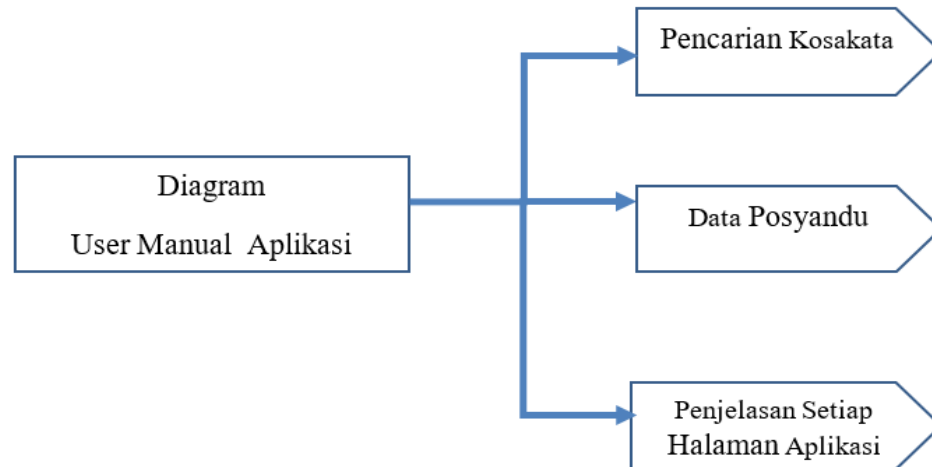 Pencarian Kosakata
Diagram
User Manual Aplikasi
Data Posyandu
Penjelasan Setiap
Halaman Aplikasi